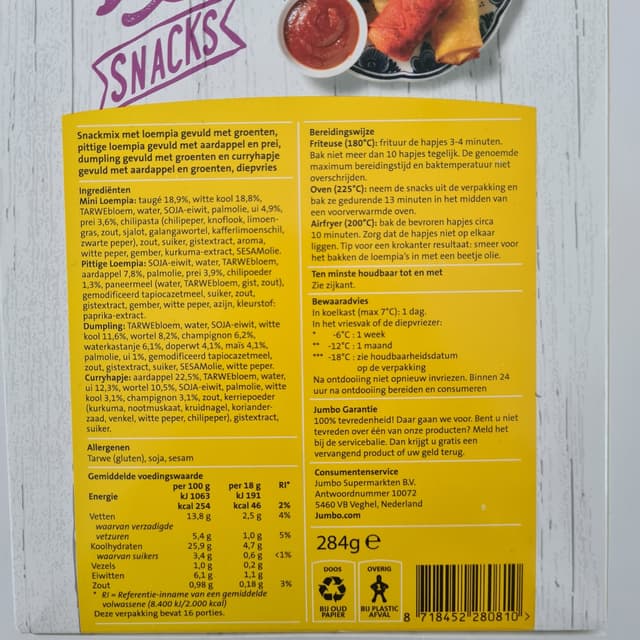 SNACKS
Snackmix met loempia gevuld met groenten,
pittige loempia gevuld met aardappel en prei,
dumpling gevuld met groenten en curryhapje
gevuld met aardappel en groenten, diepvries
Ingrediënten
Mini Loempia: taugé 18,9%, witte kool 18,8%,
TARWEbloem, water, SOJA-eiwit, palmolie, ui 4,9%,
prei 3,6%, chilipasta (chilipeper, knoflook, limoen-
gras, zout, sjalot, galangawortel, kafferlimoenschil,
zwarte peper), zout, suiker, gistextract, aroma,
witte peper, gember, kurkuma-extract, SESAMolie.
Pittige Loempia: SOJA-eiwit, water, TARWEbloem,
aardappel 7,8%, palmolie, prei 3,9%, chilipoeder
1,3%, paneermeel (water, TARWEbloem, gist, zout),
gemodificeerd tapiocazetmeel, suiker, zout,
gistextract, gember, witte peper, azijn, kleurstof:
paprika-extract.
Dumpling: TARWEbloem, water, SOJA-eiwit, witte
kool 11,6%, wortel 8,2%, champignon 6,2%,
waterkastanje 6,1%, doperwt 4,1%, maïs 4,1%,
palmolie, ui 1%, gemodificeerd tapiocazetmeel,
zout, gistextract, suiker, SESAMolie, witte peper.
Curryhapje: aardappel 22,5%, TARWEbloem, water,
ui 12,3%, wortel 10,5%, SOJA-eiwit, palmolie, witte
kool 3,1%, champignon 3,1%, zout, kerriepoeder
(kurkuma, nootmuskaat, kruidnagel, koriander-
zaad, venkel, witte peper, chilipeper), gistextract,
suiker.
Allergenen
Tarwe (gluten), soja, sesam
Gemiddelde voedingswaarde
per 100 g per 18 g RI*
Energie kJ 1063 kJ 191
kcal 254 kcal 46 2%
Vetten 13,8 g 2,5 g 4%
waarvan verzadigde
vetzuren 5,4 g 1,0 g 5%
Koolhydraten 25,9 g 4,7 g
waarvan suikers 3,4 g 0,6 g <1%
Vezels 1,0 g 0,2 g
Eiwitten 6,1 g 1,1 g
Zout 0,98 g 0,18 g 3%
* RI = Referentie-inname van een gemiddelde
volwassene (8.400 kJ/2.000 kcal)
Deze verpakking bevat 16 porties.
Bereidingswijze
Friteuse (180°C): frituur de hapjes 3-4 minuten.
Bak niet meer dan 10 hapjes tegelijk. De genoemde
maximum bereidingstijd en baktemperatuur niet
overschrijden.
Oven (225°C): neem de snacks uit de verpakking en
bak ze gedurende 13 minuten in het midden van
een voorverwarmde oven.
Airfryer (200°C): bak de bevroren hapjes circa
10 minuten. Zorg dat de hapjes niet op elkaar
liggen. Tip voor een krokanter resultaat: smeer voor
het bakken de loempia's in met een beetje olie.
Ten minste houdbaar tot en met
Zie zijkant.
Bewaaradvies
In koelkast (max 7°C): 1 dag.
In het vriesvak of de diepvriezer:
* -6°C : 1 week
** -12°C : 1 maand
*** -18°C : zie houdbaarheidsdatum
op de verpakking
Na ontdooiing niet opnieuw invriezen. Binnen 24
uur na ontdooiing bereiden en consumeren
Jumbo Garantie
100% tevredenheid! Daar gaan we voor. Bent u niet
tevreden over één van onze producten? Meld het
bij de servicebalie. Dan krijgt u gratis een
vervangend product of uw geld terug.
Consumentenservice
Jumbo Supermarkten B.V.
Antwoordnummer 10072
5460 VB Veghel, Nederland
Jumbo.com
284g e
DOOS
BIJ OUD
PAPIER
OVERIG
BIJ PLASTIC
AFVAL
8 718452 280810 >